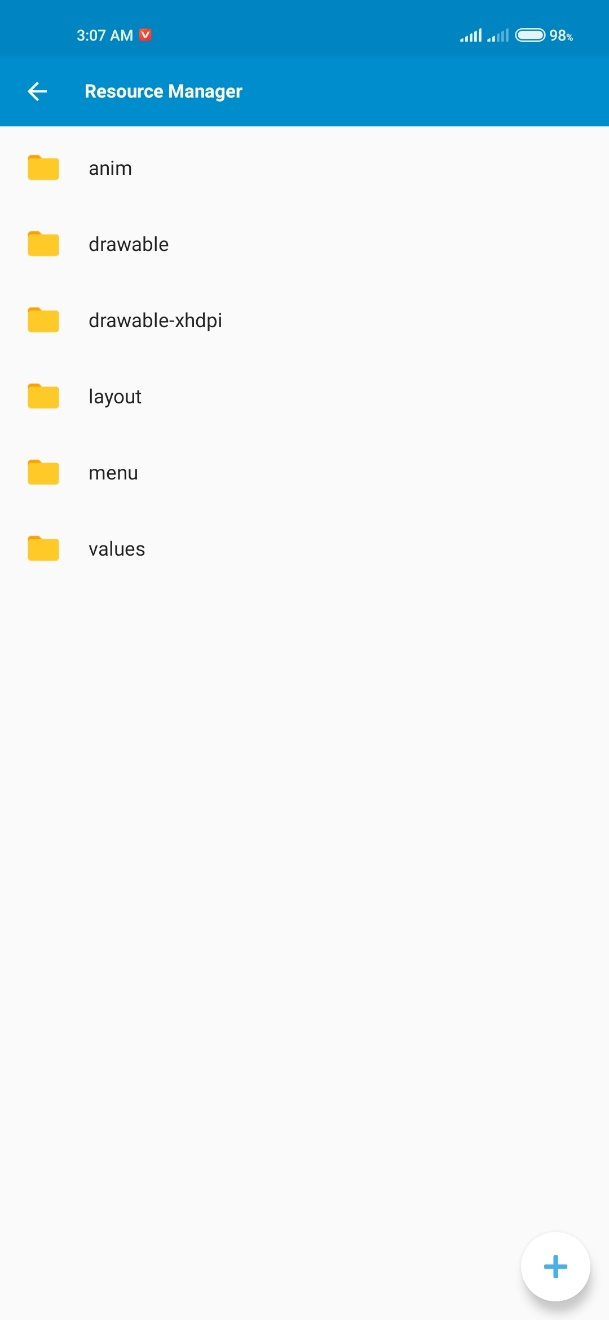 3:07 AM V 98%
Resource Manager
anim
drawable
drawable-xhdpi
layout
menu
values